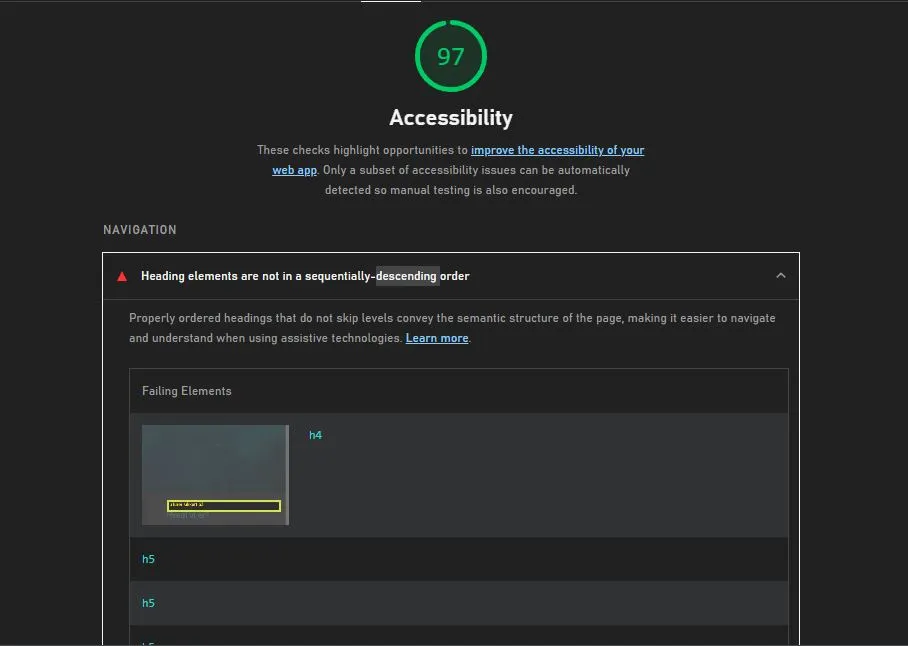 97
Accessibility
These checks highlight opportunities to improve the accessibility of your
web app. Only a subset of accessibility issues can be automatically
detected so manual testing is also encouraged.
NAVIGATION
Heading elements are not in a sequentially-descending order
Properly ordered headings that do not skip levels convey the semantic structure of the page, making it easier to navigate
and understand when using assistive technologies. Learn more.
Failing Elements
h4
h5
h5